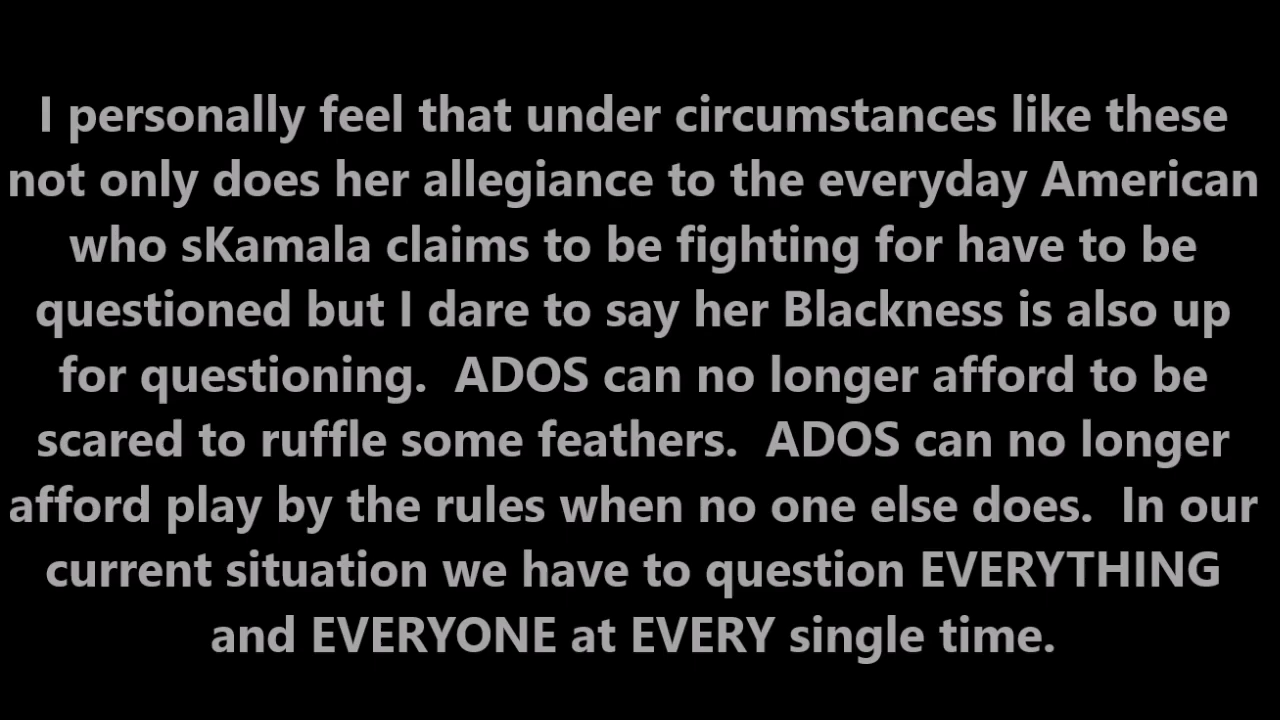 I personally feel that under circumstances like these
not only does her allegiance to the everyday American
who sKamala claims to be fighting for have to be
questioned but I dare to say her Blackness is also up
for questioning.  ADOS can no longer afford to be
scared to ruffle some feathers.  ADOS can no longer
afford play by the rules when no one else does.  In our
current situation we have to question EVERYTHING
and EVERYONE at EVERY single time.